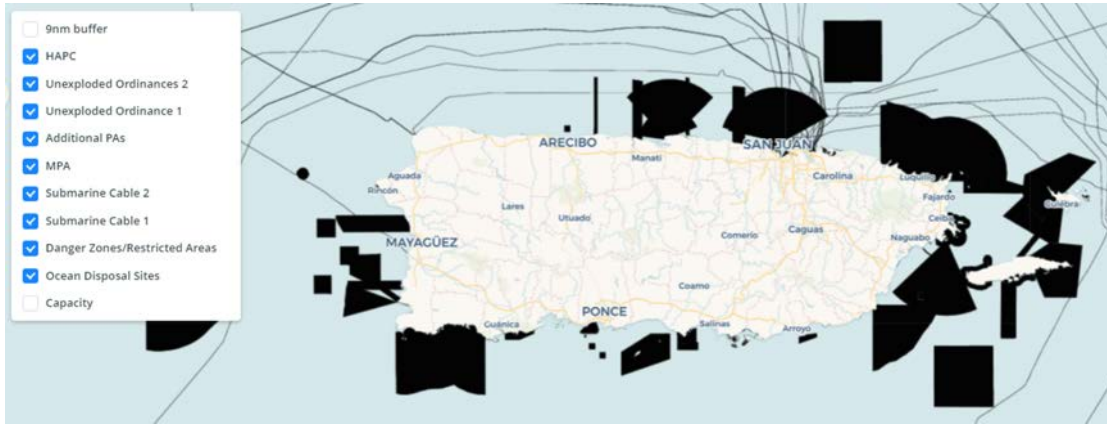 9nm buffer
HAPC
Unexploded Ordinances 2
Unexploded Ordinance 1
Additional PAs
MPA
Submarine Cable 2
Submarine Cable 1
Danger Zones/Restricted Areas
Ocean Disposal Sites
Capacity
ARECIBO
SAN JUAN
Manatí
Aguada
Carolina
Luquillo
Rincón
Fajardo
Lares
Culebra
Utuado
Ceiba
Comerío
Caguas
Naguabo
MAYAGÜEZ
Coamo
PONCE
Guánica
Salinas
Arroyo